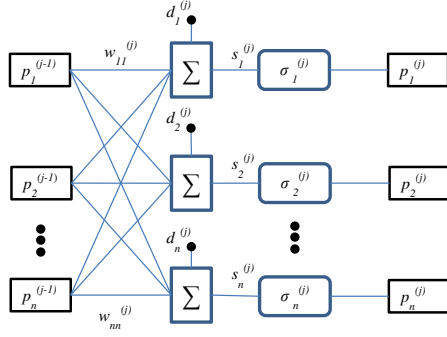 d₁⁽ʲ⁾
w₁₁⁽ʲ⁾
p₁⁽ʲ⁻¹⁾ ∑ s₁⁽ʲ⁾ σ₁⁽ʲ⁾ p₁⁽ʲ⁾
d₂⁽ʲ⁾
p₂⁽ʲ⁻¹⁾ ∑ s₂⁽ʲ⁾ σ₂⁽ʲ⁾ p₂⁽ʲ⁾
dₙ⁽ʲ⁾
pₙ⁽ʲ⁻¹⁾ ∑ sₙ⁽ʲ⁾ σₙ⁽ʲ⁾ pₙ⁽ʲ⁾
wₙₙ⁽ʲ⁾